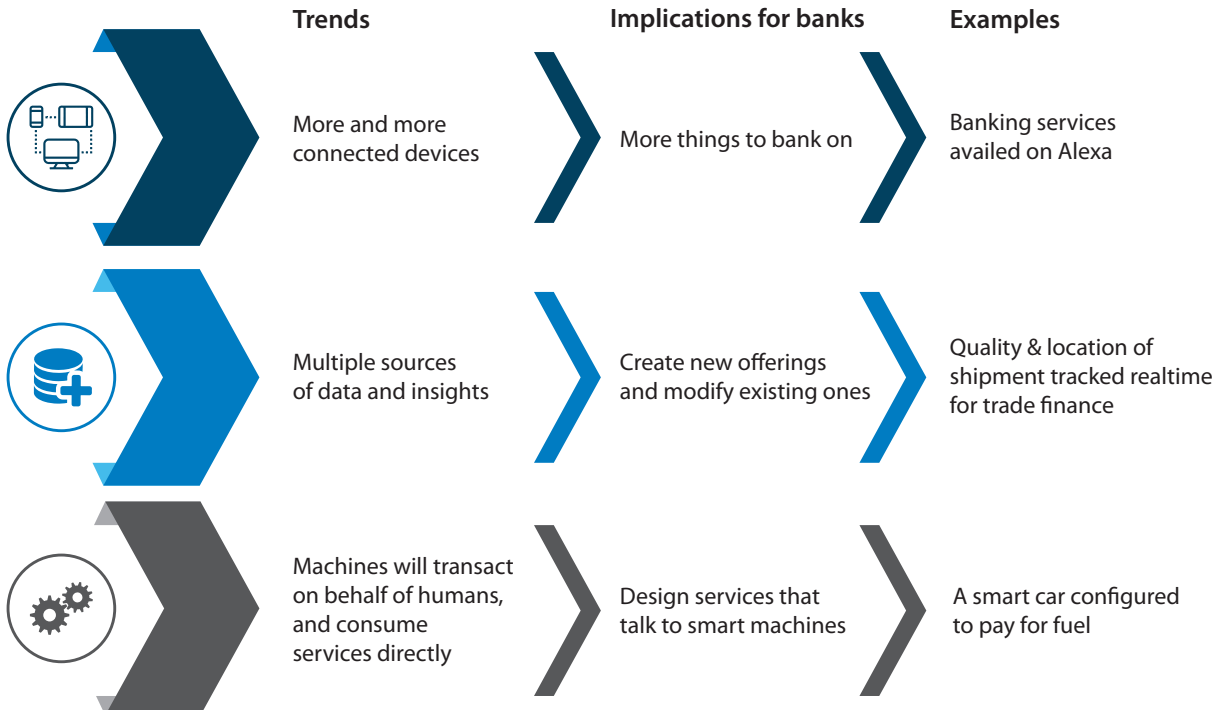 Trends
Implications for banks
Examples
More and more
connected devices
More things to bank on
Banking services
availed on Alexa
Multiple sources
of data and insights
Create new offerings
and modify existing ones
Quality & location of
shipment tracked realtime
for trade finance
Machines will transact
on behalf of humans,
and consume
services directly
Design services that
talk to smart machines
A smart car configured
to pay for fuel